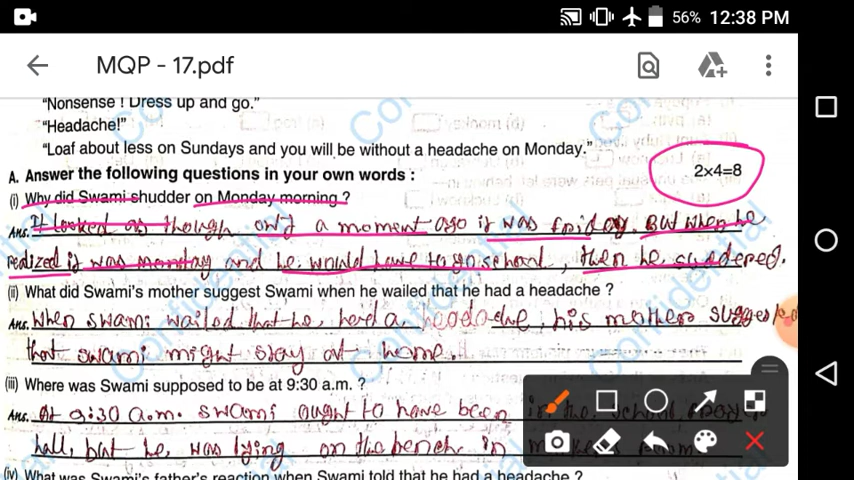 56% 12:38 PM
MQP - 17.pdf
“Nonsense ! Dress up and go.”
“Headache!”
“Loaf about less on Sundays and you will be without a headache on Monday.”
A. Answer the following questions in your own words : 2×4=8
(i) Why did Swami shudder on Monday morning ?
Ans. It looked as though only a moment ago it was friday. But when he
realized it was monday and he would have to go school, then he suddered.
(ii) What did Swami's mother suggest Swami when he wailed that he had a headache ?
Ans. When swami wailed that he, had a headache, his mother
that swami might stay at home.
(iii) Where was Swami supposed to be at 9:30 a.m. ?
Ans. At 9:30 a.m. swami ought to have been in the school
hall, but he, was lying on the bench in
(iv) What was Swami's father's reaction when Swami told that he had a headache ?
Confidential